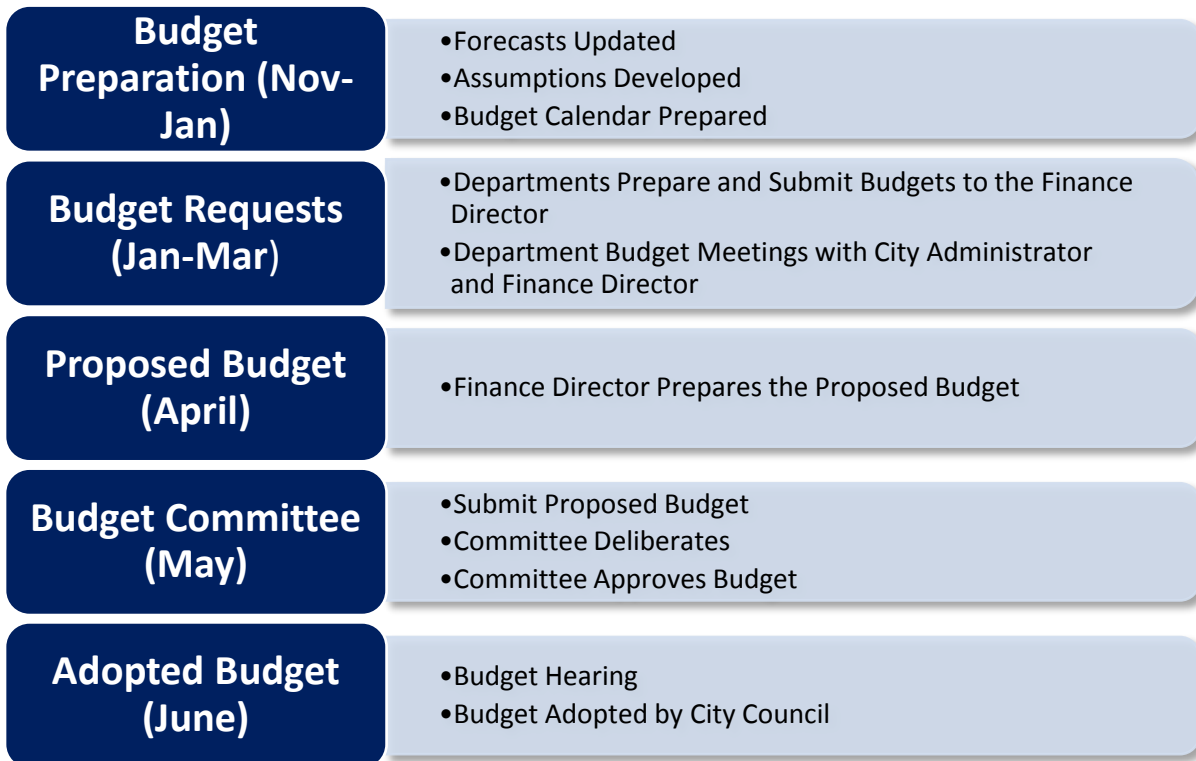 Budget
Preparation (Nov-
Jan)
•Forecasts Updated
•Assumptions Developed
•Budget Calendar Prepared
Budget Requests
(Jan-Mar)
•Departments Prepare and Submit Budgets to the Finance
Director
•Department Budget Meetings with City Administrator
and Finance Director
Proposed Budget
(April)
•Finance Director Prepares the Proposed Budget
Budget Committee
(May)
•Submit Proposed Budget
•Committee Deliberates
•Committee Approves Budget
Adopted Budget
(June)
•Budget Hearing
•Budget Adopted by City Council